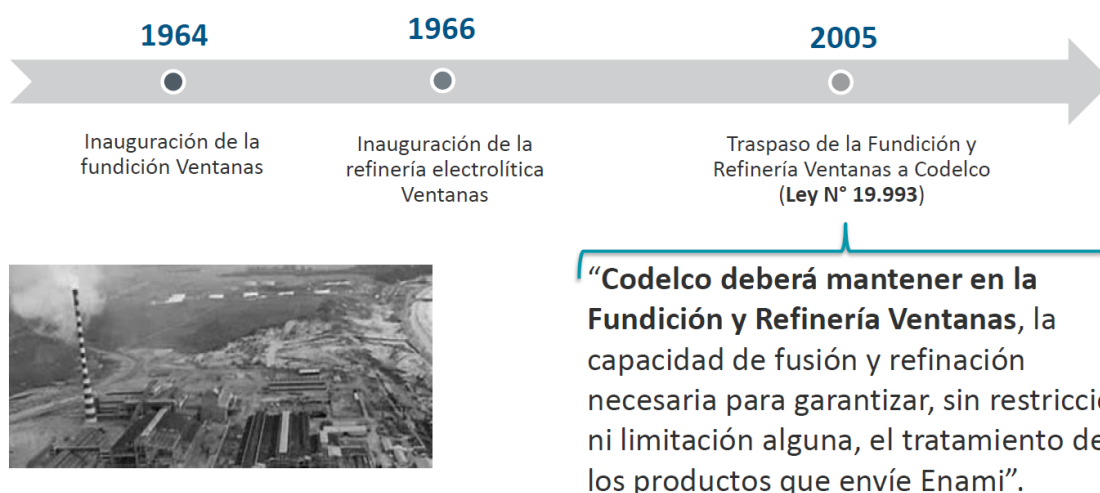 1964
1966
2005
Inauguración de la
fundición Ventanas
Inauguración de la
refinería electrolítica
Ventanas
Traspaso de la Fundición y
Refinería Ventanas a Codelco
(Ley N° 19.993)
“Codelco deberá mantener en la
Fundición y Refinería Ventanas, la
capacidad de fusión y refinación
necesaria para garantizar, sin
ni limitación alguna, el tratamiento de
los productos que envíe Enami”.